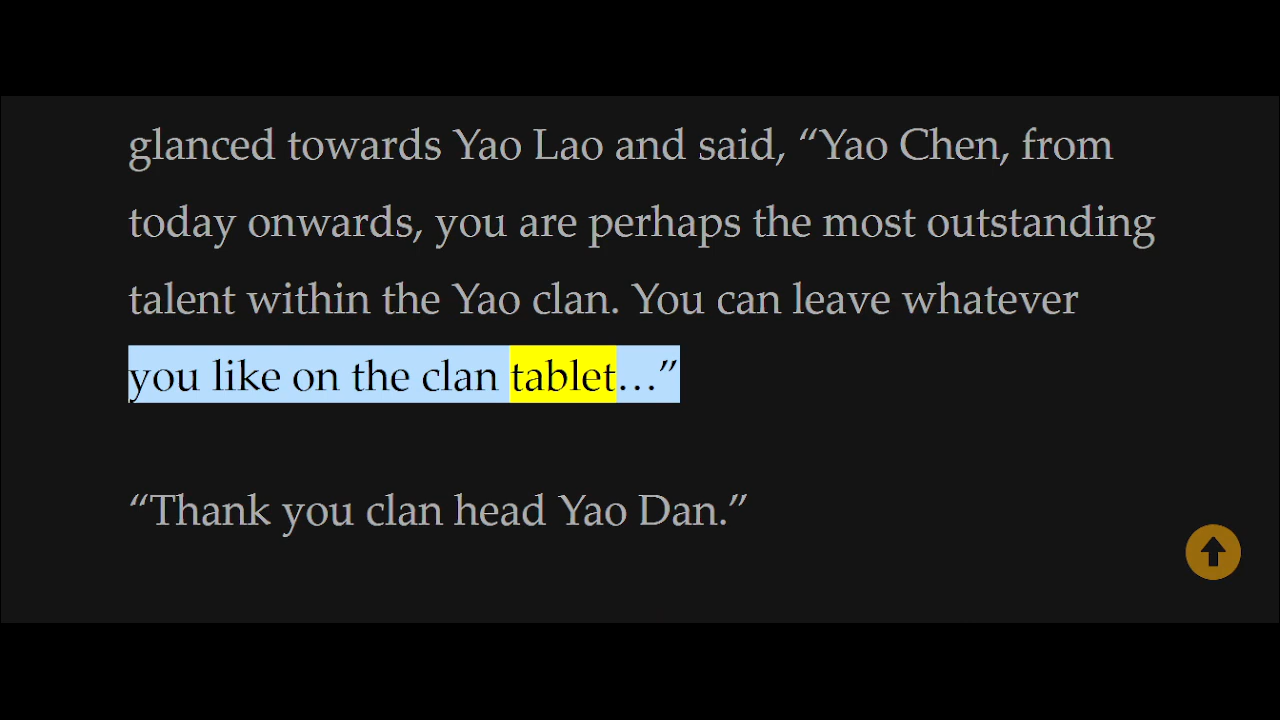 glanced towards Yao Lao and said, “Yao Chen, from
today onwards, you are perhaps the most outstanding
talent within the Yao clan. You can leave whatever
you like on the clan tablet…”
“Thank you clan head Yao Dan.”